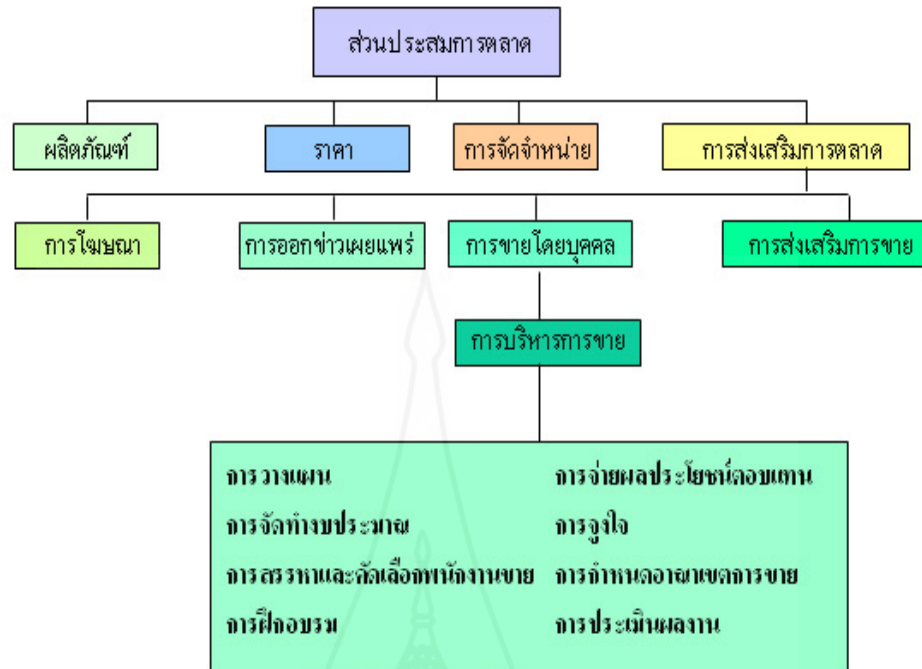 ส่วนประสมการตลาด
ผลิตภัณฑ์ ราคา การจัดจำหน่าย การส่งเสริมการตลาด
การโฆษณา การออกข่าวเผยแพร่ การขายโดยบุคคล การส่งเสริมการขาย
การบริหารการขาย
การวางแผน การจ่ายผลประโยชน์ตอบแทน
การจัดทำงบประมาณ การจูงใจ
การสรรหาและคัดเลือกพนักงานขาย การกำหนดอาณาเขตการขาย
การฝึกอบรม การประเมินผลงาน